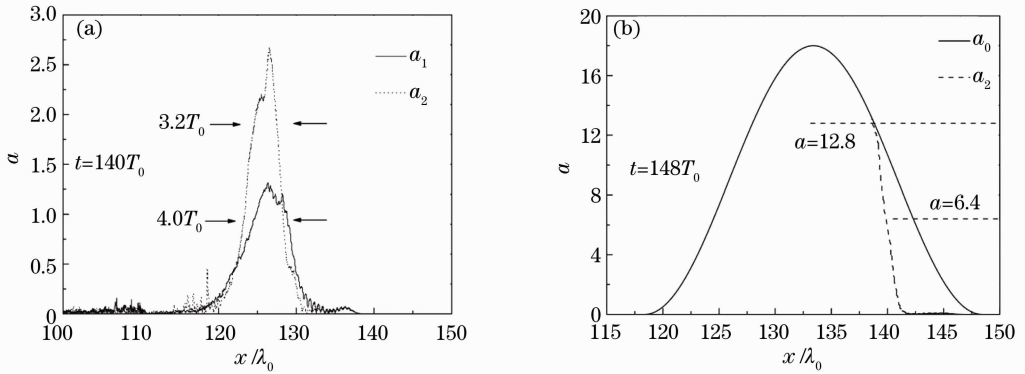 (a)
3.0
2.5
2.0
1.5
1.0
0.5
0
a
a₁
a₂
3.2T₀
t=140T₀
4.0T₀
100 110 120 130 140 150
x/λ₀
(b)
20
16
12
8
4
0
a
a₀
a₂
a=12.8
t=148T₀
a=6.4
115 120 125 130 135 140 145 150
x/λ₀